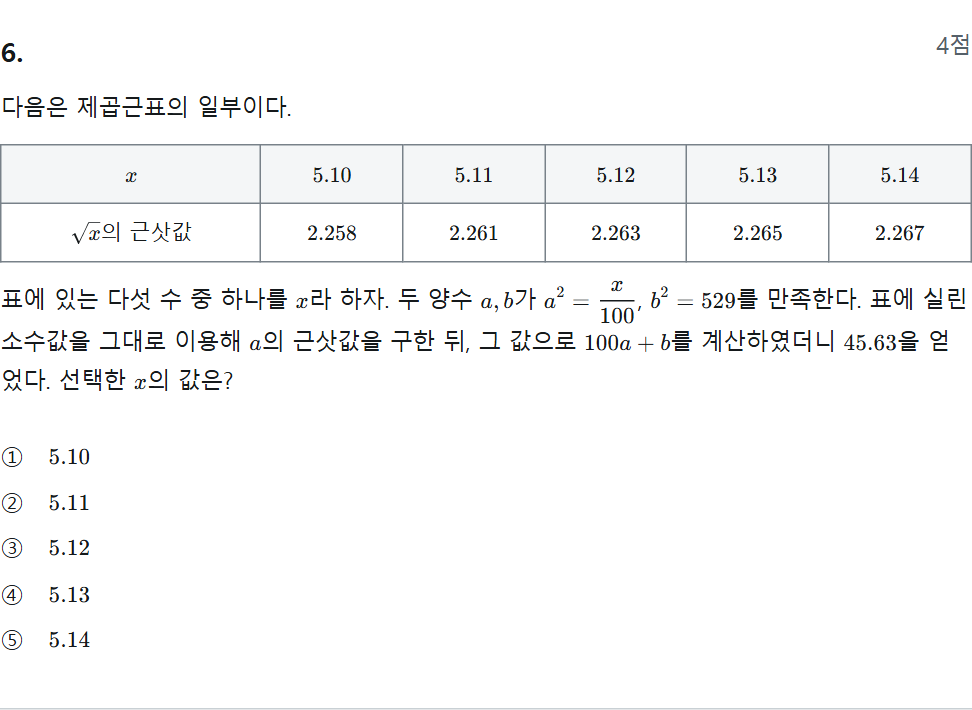 6.
4점
다음은 제곱근표의 일부이다.
x 5.10 5.11 5.12 5.13 5.14
√x의 근삿값 2.258 2.261 2.263 2.265 2.267
표에 있는 다섯 수 중 하나를 x라 하자. 두 양수 a, b가 a² = x/100, b² = 529를 만족한다. 표에 실린
소수값을 그대로 이용해 a의 근삿값을 구한 뒤, 그 값으로 100a + b를 계산하였더니 45.63을 얻
었다. 선택한 x의 값은?
① 5.10
② 5.11
③ 5.12
④ 5.13
⑤ 5.14